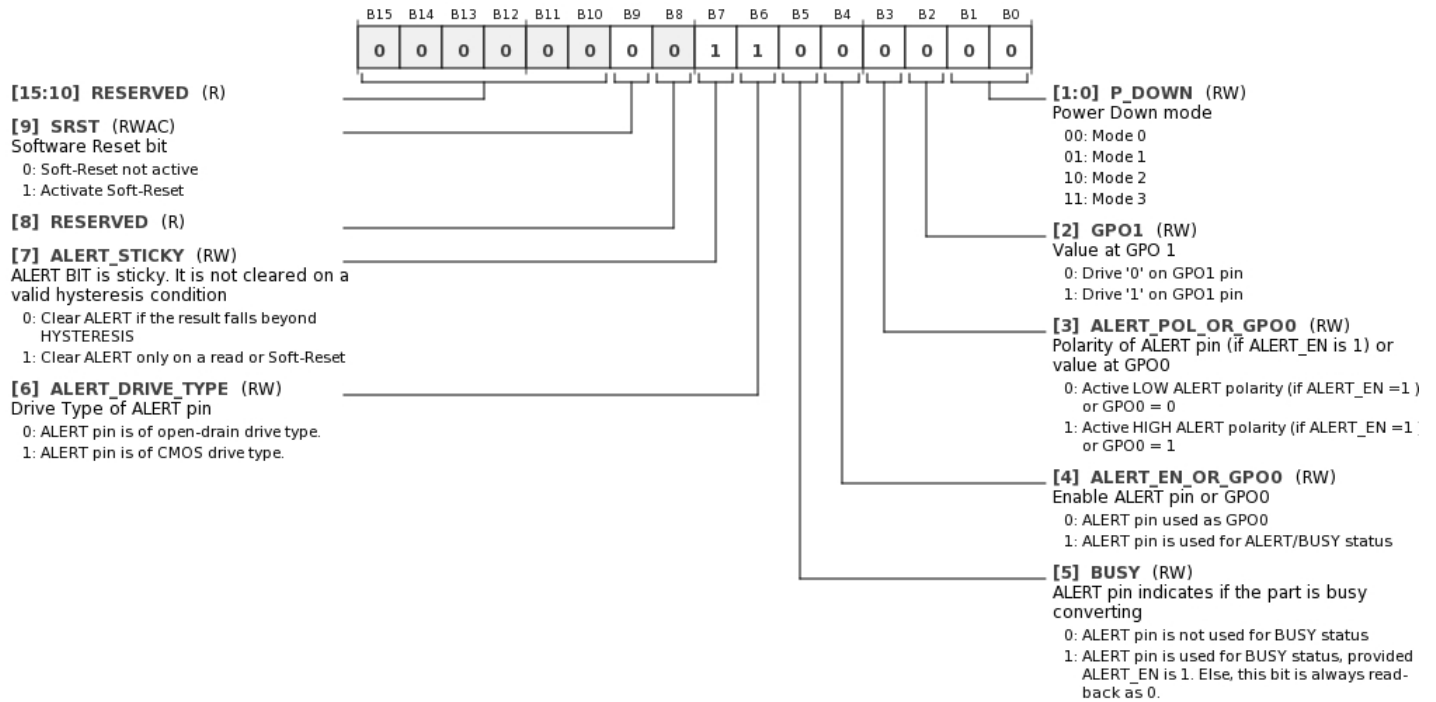 B15 B14 B13 B12 B11 B10 B9 B8 B7 B6 B5 B4 B3 B2 B1 B0
0 0 0 0 0 0 0 0 1 1 0 0 0 0 0 0
[15:10] RESERVED (R)
[9] SRST (RWAC)
Software Reset bit
0: Soft-Reset not active
1: Activate Soft-Reset
[8] RESERVED (R)
[7] ALERT_STICKY (RW)
ALERT BIT is sticky. It is not cleared on a
valid hysteresis condition
0: Clear ALERT if the result falls beyond
HYSTERESIS
1: Clear ALERT only on a read or Soft-Reset
[6] ALERT_DRIVE_TYPE (RW)
Drive Type of ALERT pin
0: ALERT pin is of open-drain drive type.
1: ALERT pin is of CMOS drive type.
[1:0] P_DOWN (RW)
Power Down mode
00: Mode 0
01: Mode 1
10: Mode 2
11: Mode 3
[2] GPO1 (RW)
Value at GPO 1
0: Drive '0' on GPO1 pin
1: Drive '1' on GPO1 pin
[3] ALERT_POL_OR_GPO0 (RW)
Polarity of ALERT pin (if ALERT_EN is 1) or
value at GPO0
0: Active LOW ALERT polarity (if ALERT_EN =1 )
or GPO0 = 0
1: Active HIGH ALERT polarity (if ALERT_EN =1
or GPO0 = 1
[4] ALERT_EN_OR_GPO0 (RW)
Enable ALERT pin or GPO0
0: ALERT pin used as GPO0
1: ALERT pin is used for ALERT/BUSY status
[5] BUSY (RW)
ALERT pin indicates if the part is busy
converting
0: ALERT pin is not used for BUSY status
1: ALERT pin is used for BUSY status, provided
ALERT_EN is 1. Else, this bit is always read-
back as 0.